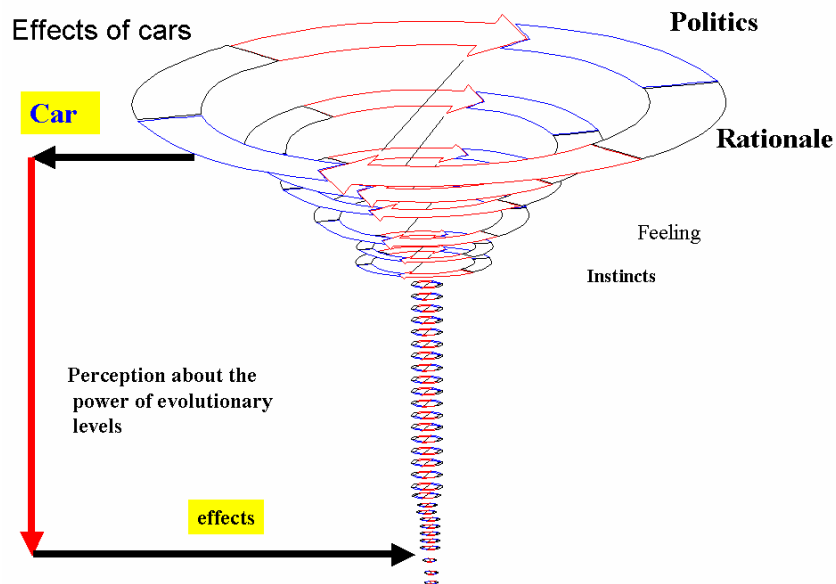 Effects of cars
Politics
Car
Rationale
Feeling
Instincts
Perception about the
power of evolutionary
levels
effects